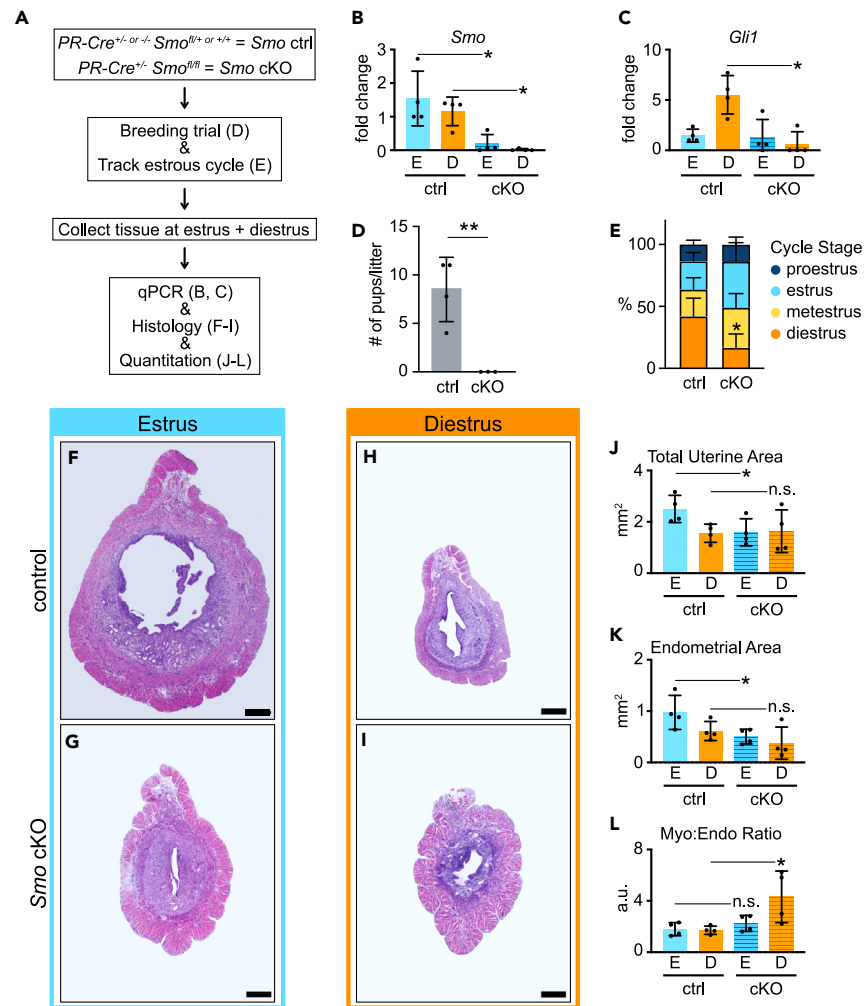 A
PR-Cre+/- or -/- Smofl/+ or +/+ = Smo ctrl
PR-Cre+/- Smofl/fl = Smo cKO
Breeding trial (D)
&
Track estrous cycle (E)
Collect tissue at estrus + diestrus
qPCR (B, C)
&
Histology (F-I)
&
Quantitation (J-L)
B
Smo
fold change
3
2
1
0
*
*
E D E D
ctrl cKO
C
Gli1
fold change
10
5
0
*
E D E D
ctrl cKO
D
# of pups/litter
15
10
5
0
**
ctrl cKO
E
%
100
50
0
*
ctrl cKO
Cycle Stage
proestrus
estrus
metestrus
diestrus
Estrus
Diestrus
control
Smo cKO
F
H
G
I
J
Total Uterine Area
mm²
4
2
0
*
n.s.
E D E D
ctrl cKO
K
Endometrial Area
mm²
2
1
0
*
n.s.
E D E D
ctrl cKO
L
Myo:Endo Ratio
a.u.
8
4
0
*
n.s.
E D E D
ctrl cKO